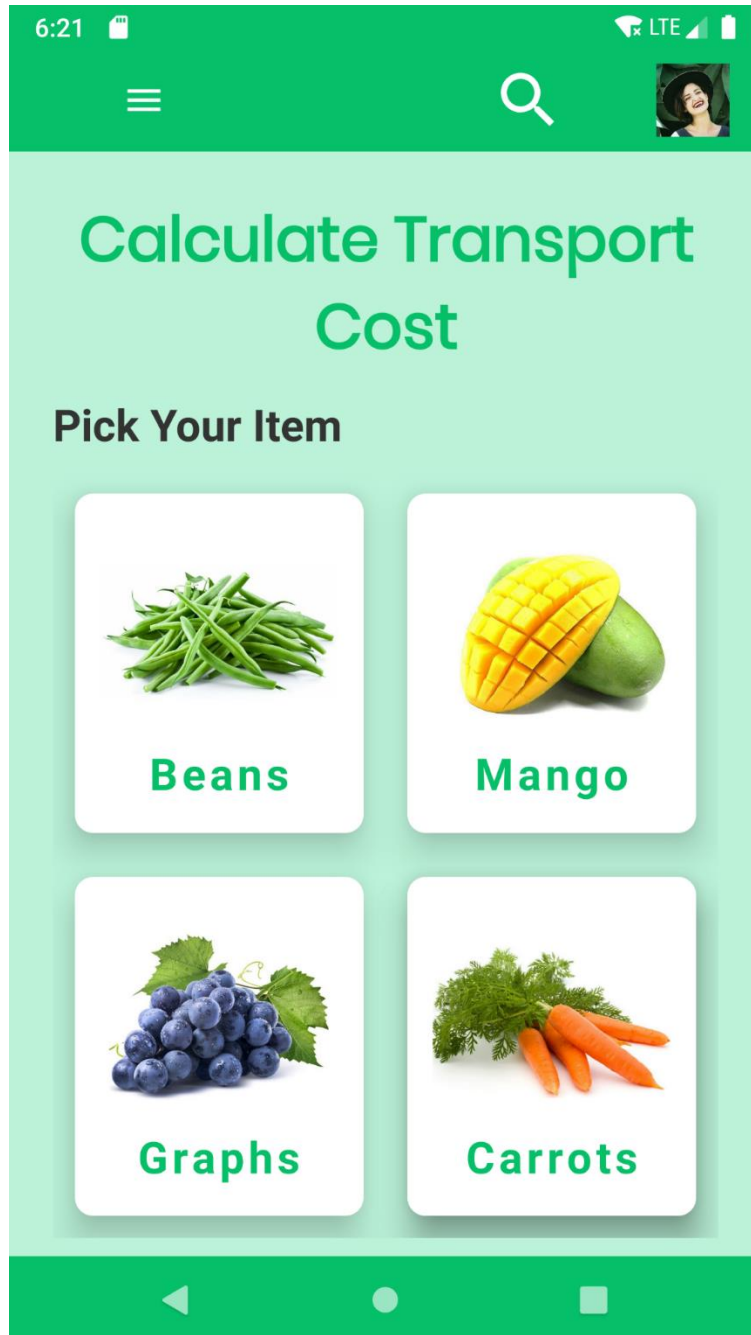 6:21 LTE
Calculate Transport
Cost
Pick Your Item
Beans Mango
Graphs Carrots